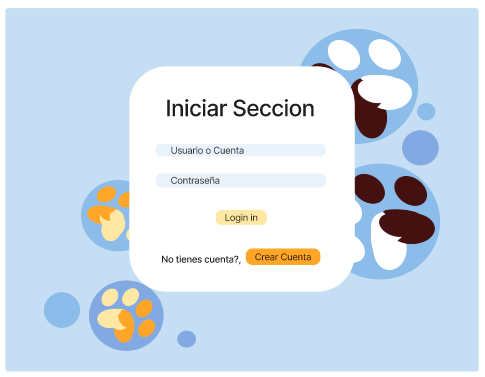 Iniciar Seccion
Usuario o Cuenta
Contraseña
Login in
No tienes cuenta?, Crear Cuenta